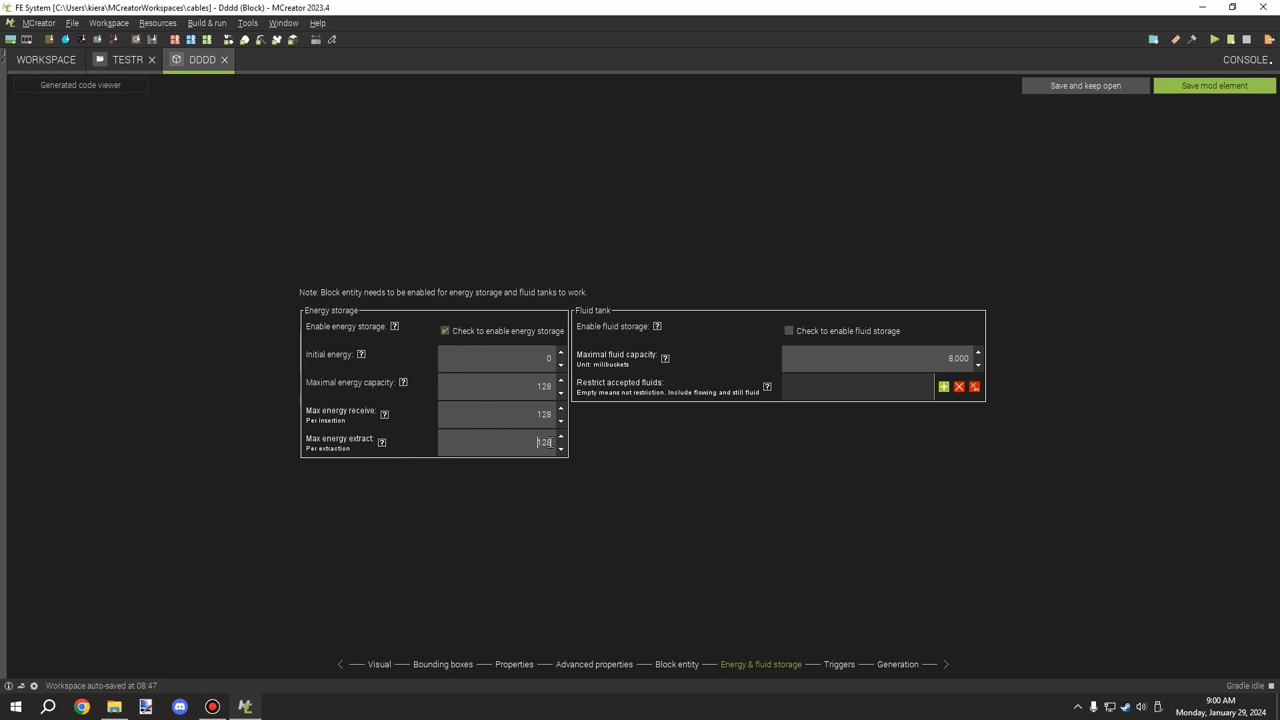 FE System [C:\Users\kiera\MCreatorWorkspaces\cables] - Dddd (Block) - MCreator 2023.4
MCreator File Workspace Resources Build & run Tools Window Help
WORKSPACE TESTR DDDD CONSOLE
Generated code viewer Save and keep open Save mod element
Note: Block entity needs to be enabled for energy storage and fluid tanks to work.
Energy storage
Enable energy storage: ? Check to enable energy storage
Initial energy: ? 0
Maximal energy capacity: ? 128
Max energy receive: ? 128
Per insertion
Max energy extract: ? 128
Per extraction
Fluid tank
Enable fluid storage: ? Check to enable fluid storage
Maximal fluid capacity: ? 8,000
Unit: milibuckets
Restrict accepted fluids: ?
Empty means not restriction. Include flowing and still fluid
Visual Bounding boxes Properties Advanced properties Block entity Energy & fluid storage Triggers Generation
Workspace auto-saved at 08:47 Gradle idle
9:00 AM
Monday, January 29, 2024